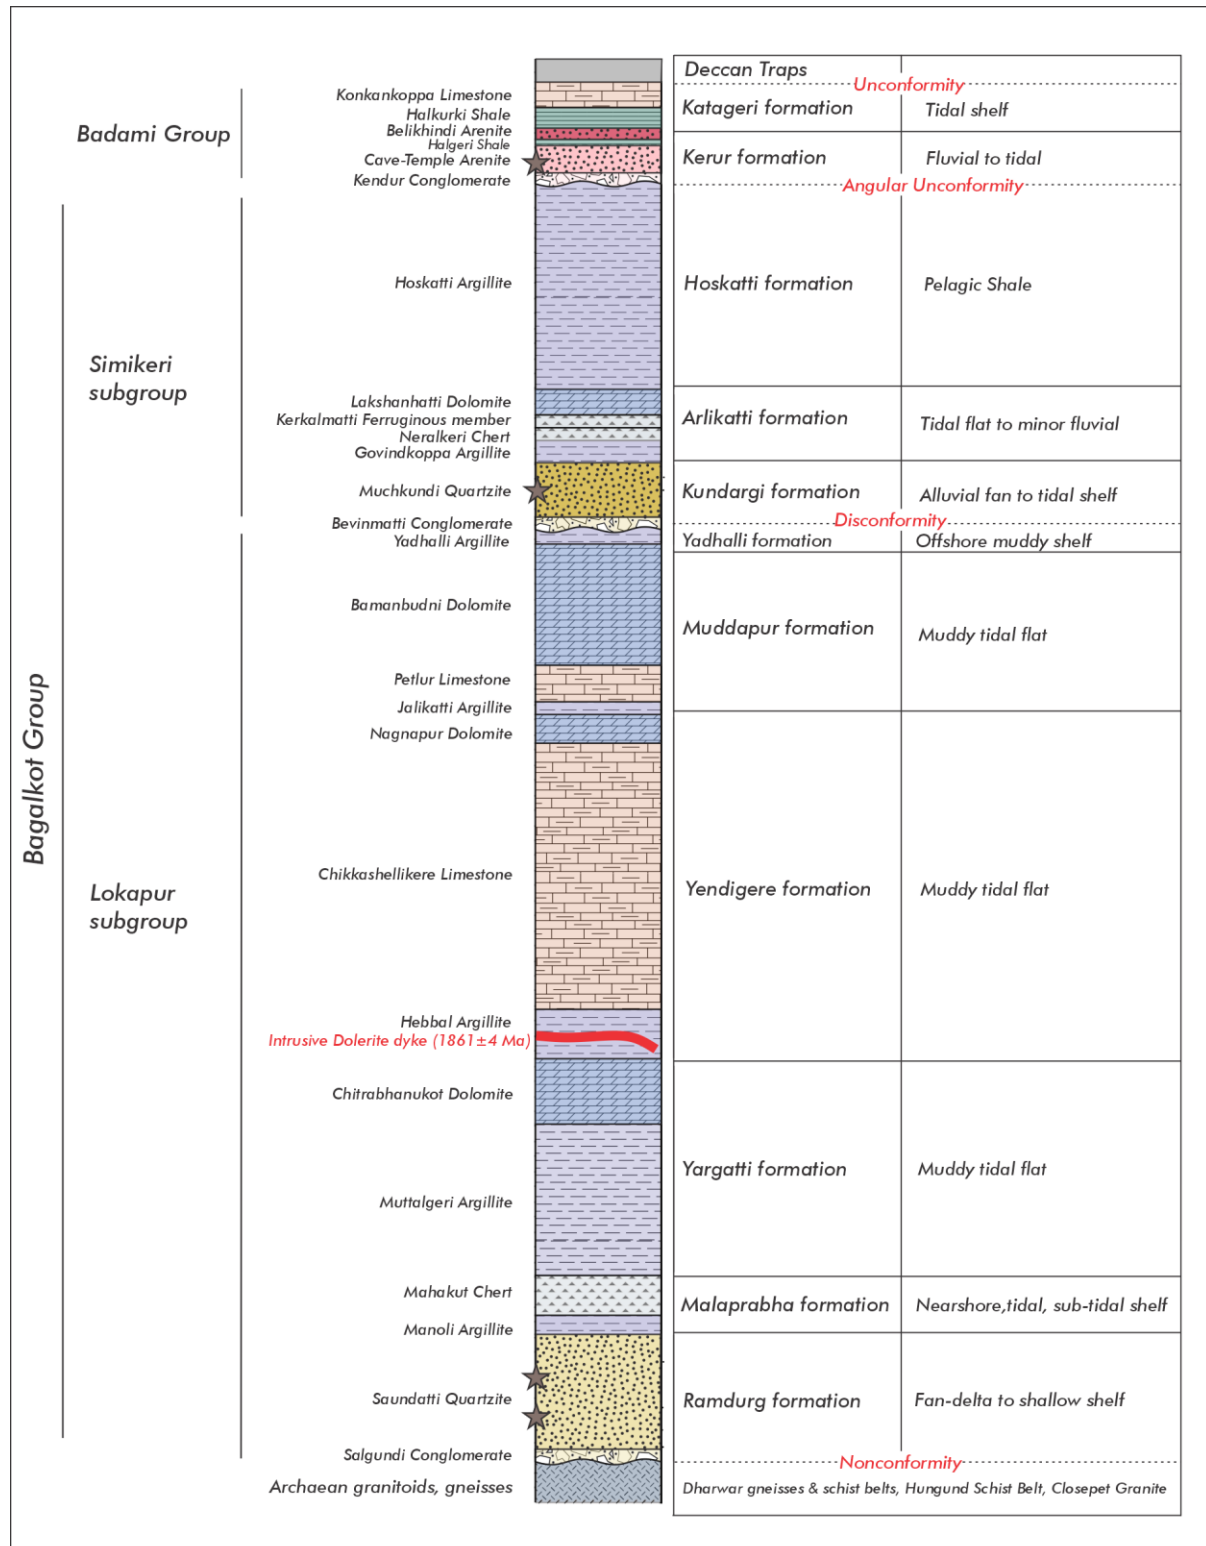 Deccan Traps
Unconformity
Konkankoppa Limestone
Katageri formation
Tidal shelf
Halkurki Shale
Badami Group
Belikhindi Arenite
Halgeri Shale
Cave-Temple Arenite
Kerur formation
Fluvial to tidal
Kendur Conglomerate
Angular Unconformity
Hoskatti Argillite
Hoskatti formation
Pelagic Shale
Simikeri
subgroup
Lakshanhatti Dolomite
Kerkalmatti Ferruginous member
Arlikatti formation
Tidal flat to minor fluvial
Neralkeri Chert
Govindkoppa Argillite
Muchkundi Quartzite
Kundargi formation
Alluvial fan to tidal shelf
Disconformity
Bevinmatti Conglomerate
Yadhalli Argillite
Yadhalli formation
Offshore muddy shelf
Bamanbudni Dolomite
Muddapur formation
Muddy tidal flat
Petlur Limestone
Jalikatti Argillite
Nagnapur Dolomite
Bagalkot Group
Lokapur
subgroup
Chikkashellikere Limestone
Yendigere formation
Muddy tidal flat
Hebbal Argillite
Intrusive Dolerite dyke (1861±4 Ma)
Chitrabhanukot Dolomite
Yargatti formation
Muddy tidal flat
Muttalgeri Argillite
Mahakut Chert
Malaprabha formation
Nearshore,tidal, sub-tidal shelf
Manoli Argillite
Saundatti Quartzite
Ramdurg formation
Fan-delta to shallow shelf
Salgundi Conglomerate
Nonconformity
Archaean granitoids, gneisses
Dharwar gneisses & schist belts, Hungund Schist Belt, Closepet Granite